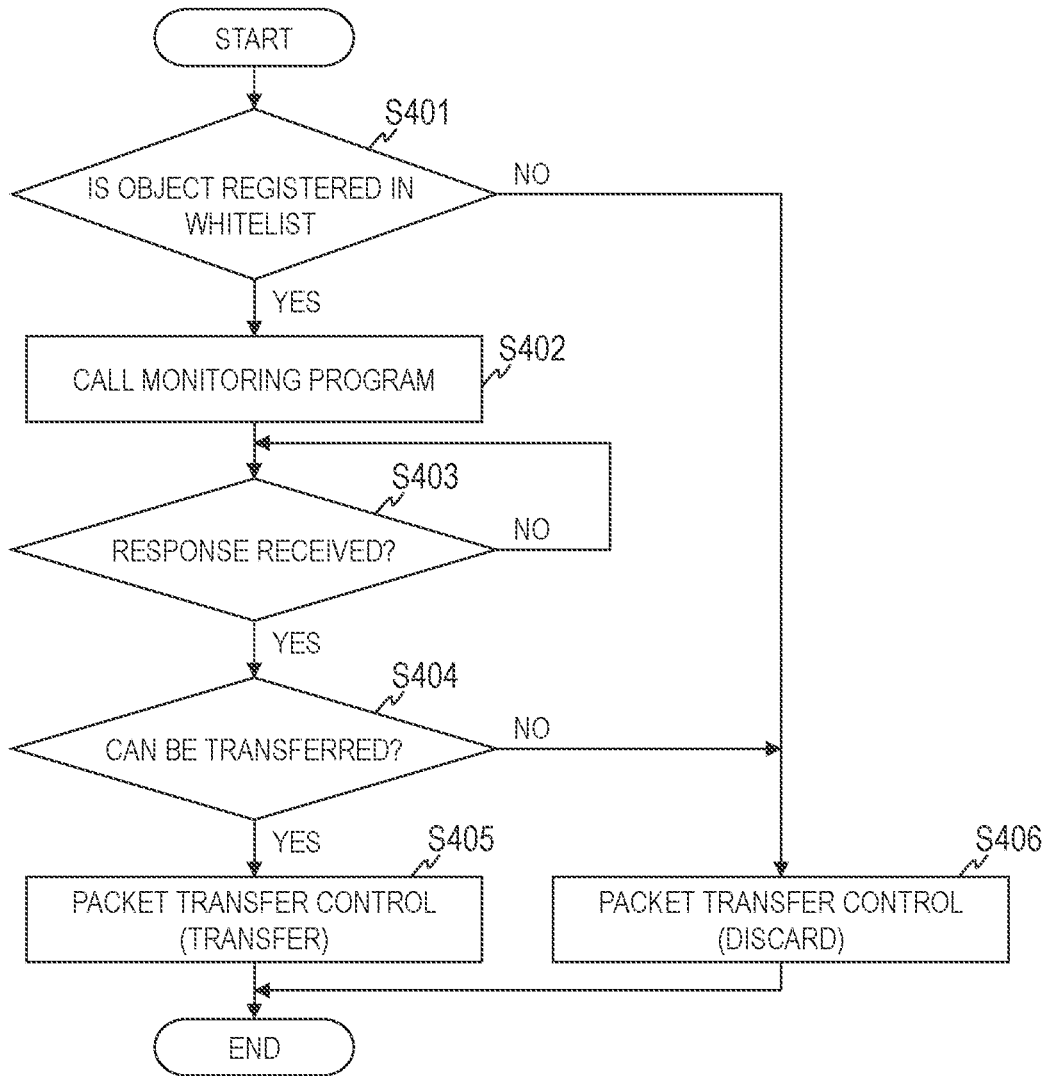 START
S401
IS OBJECT REGISTERED IN
WHITELIST
NO
YES
S402
CALL MONITORING PROGRAM
S403
RESPONSE RECEIVED?
NO
YES
S404
CAN BE TRANSFERRED?
NO
YES
S405
PACKET TRANSFER CONTROL
(TRANSFER)
S406
PACKET TRANSFER CONTROL
(DISCARD)
END